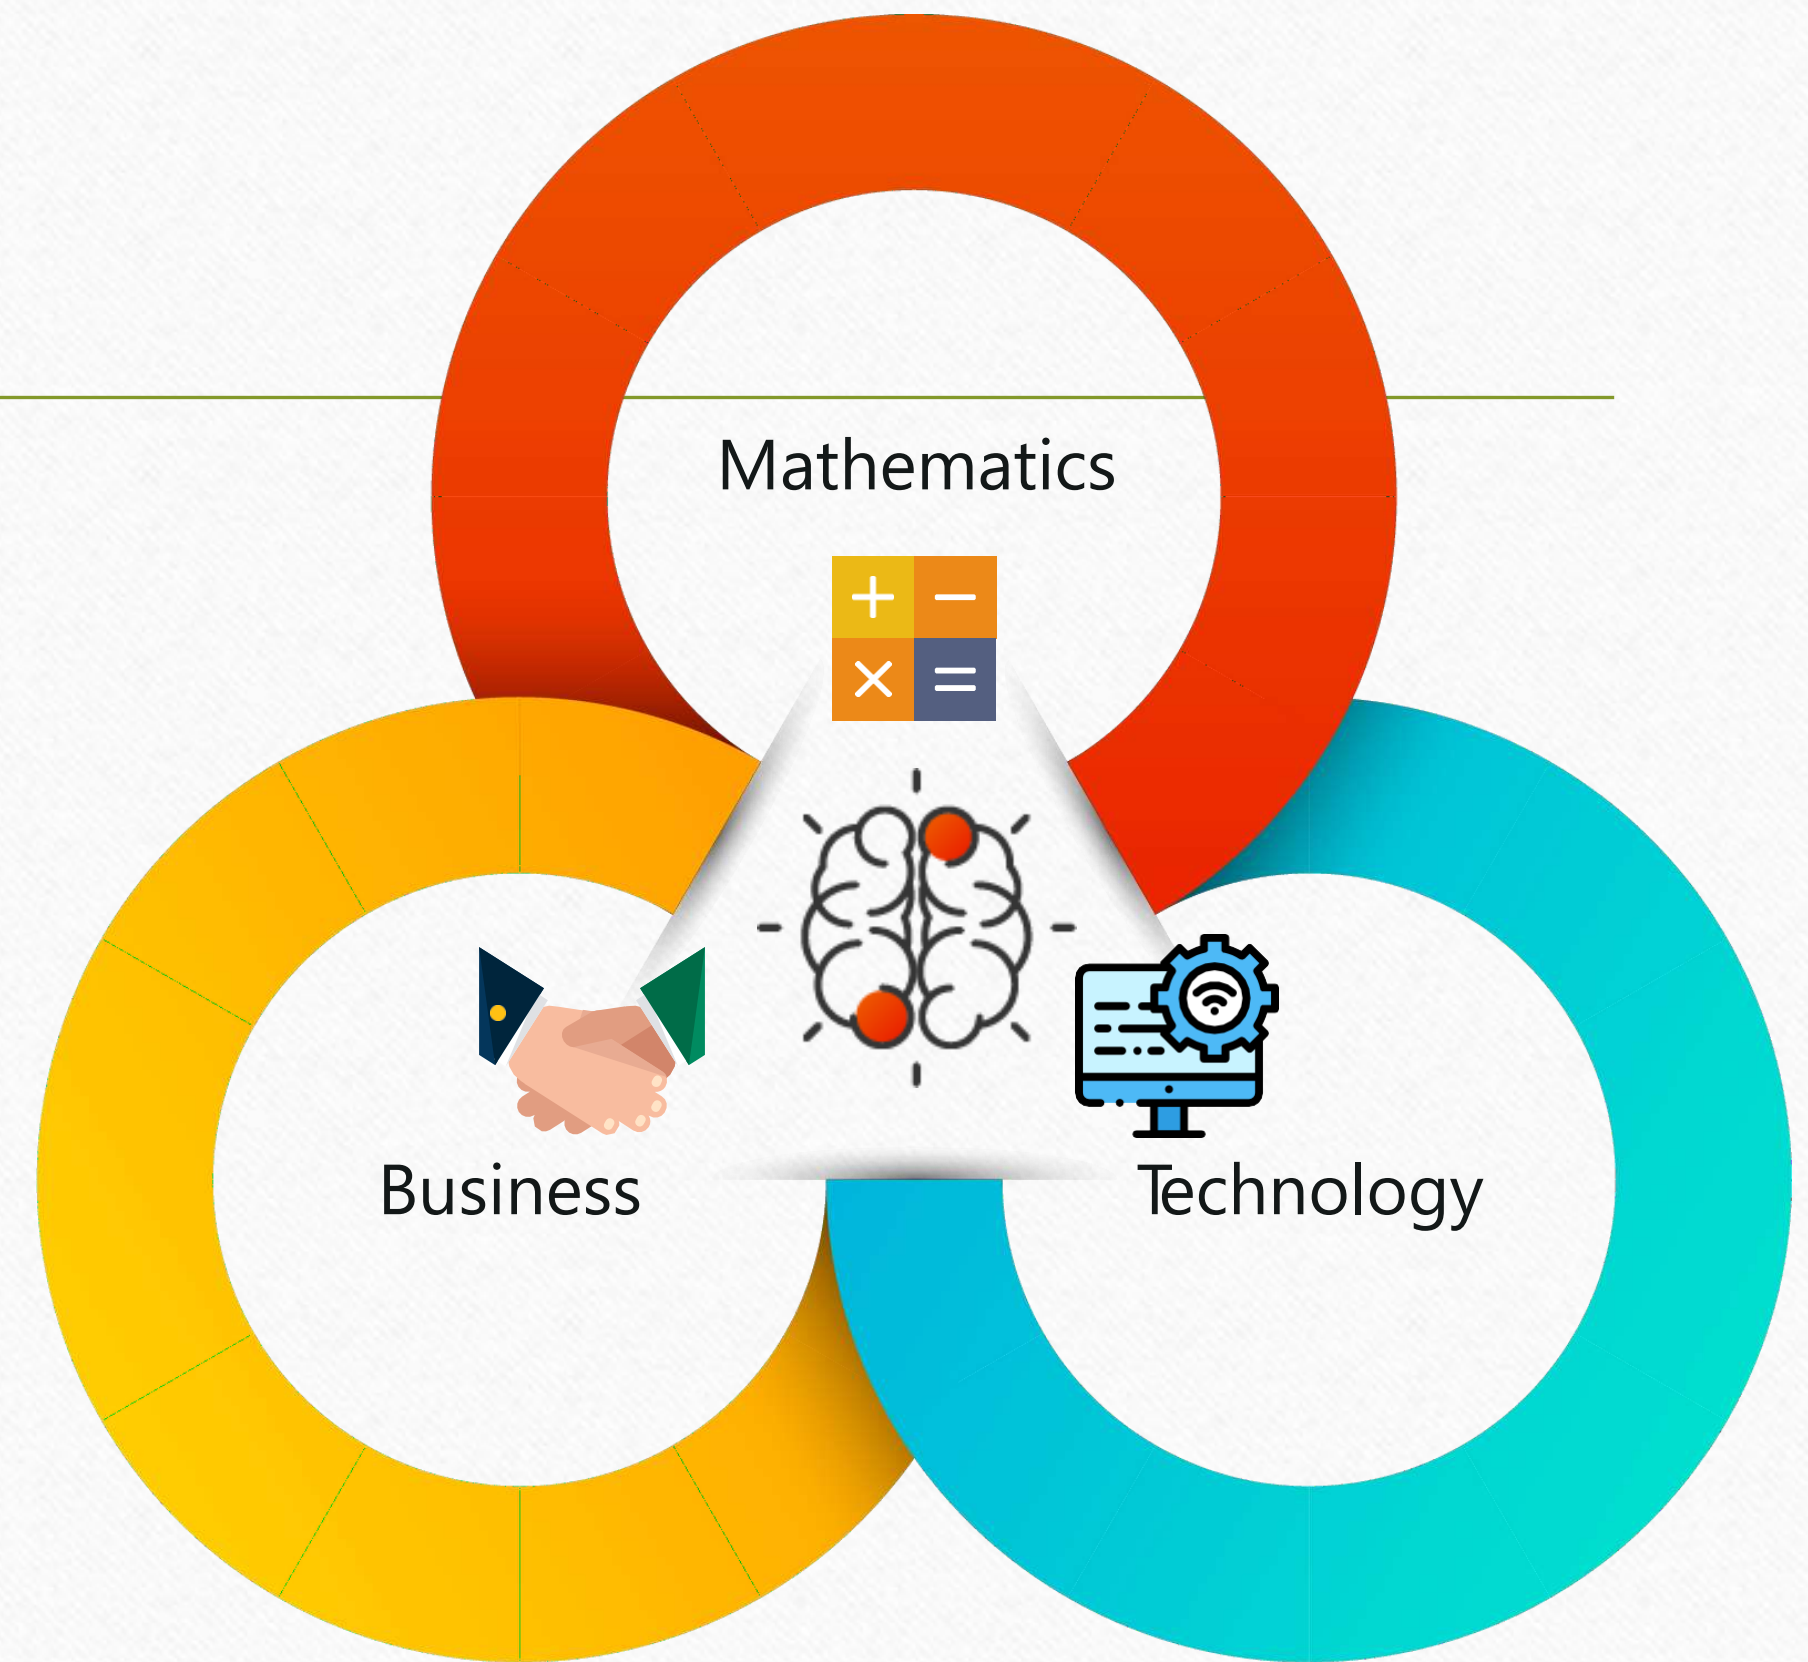 Mathematics
+ −
× =
Business
Technology